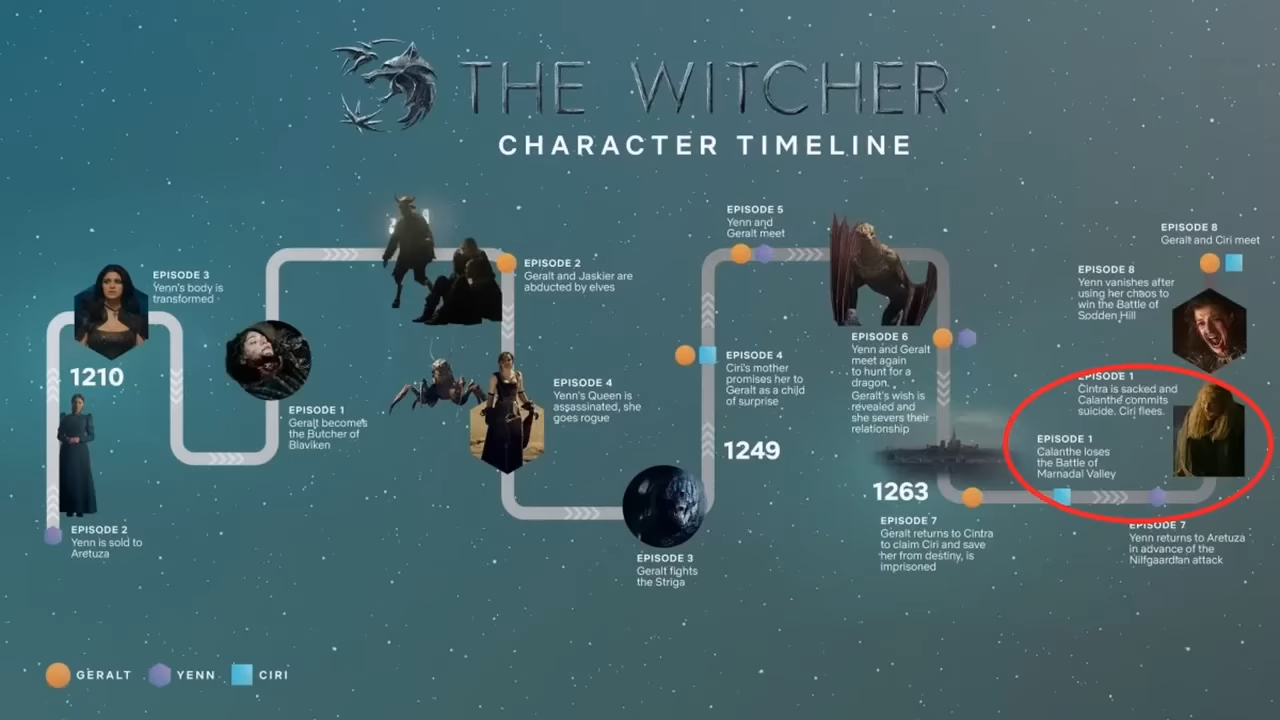 THE WITCHER
CHARACTER TIMELINE
EPISODE 3
Yenn's body is
transformed
1210
EPISODE 2
Yenn is sold to
Aretuza
EPISODE 1
Geralt becomes
the Butcher of
Blaviken
EPISODE 2
Geralt and Jaskier are
abducted by elves
EPISODE 4
Yenn's Queen is
assassinated, she
goes rogue
EPISODE 3
Geralt fights
the Striga
1249
EPISODE 4
Ciri's mother
promises her to
Geralt as a child
of surprise
EPISODE 5
Yenn and
Geralt meet
EPISODE 6
Yenn and Geralt
meet again
to hunt for a
dragon.
Geralt's wish is
revealed and
she severs their
relationship
1263
EPISODE 7
Geralt returns to Cintra
to claim Ciri and save
her from destiny, is
imprisoned
EPISODE 1
Calanthe loses
the Battle of
Marnadal Valley
EPISODE 7
Yenn returns to Aretuza
in advance of the
Nilfgaardian attack
EPISODE 1
Cintra is sacked and
Calanthe commits
suicide. Ciri flees.
EPISODE 8
Yenn vanishes after
using her chaos to
win the Battle of
Sodden Hill
EPISODE 8
Geralt and Ciri meet
GERALT
YENN
CIRI